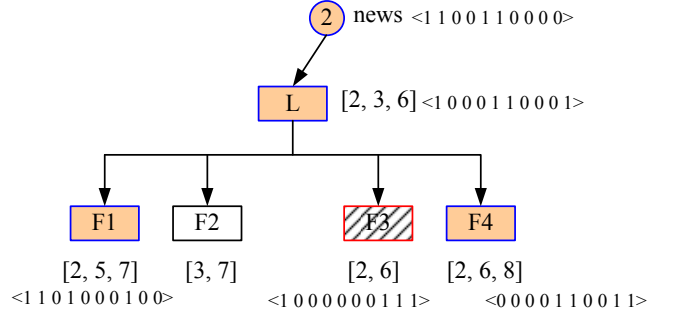 2 news <1 1 0 0 1 1 0 0 0 0>
L [2, 3, 6] <1 0 0 0 1 1 0 0 0 1>
F1 F2 F3 F4
[2, 5, 7] [3, 7] [2, 6] [2, 6, 8]
<1 1 0 1 0 0 0 1 0 0> <1 0 0 0 0 0 0 1 1 1> <0 0 0 0 1 1 0 0 1 1>